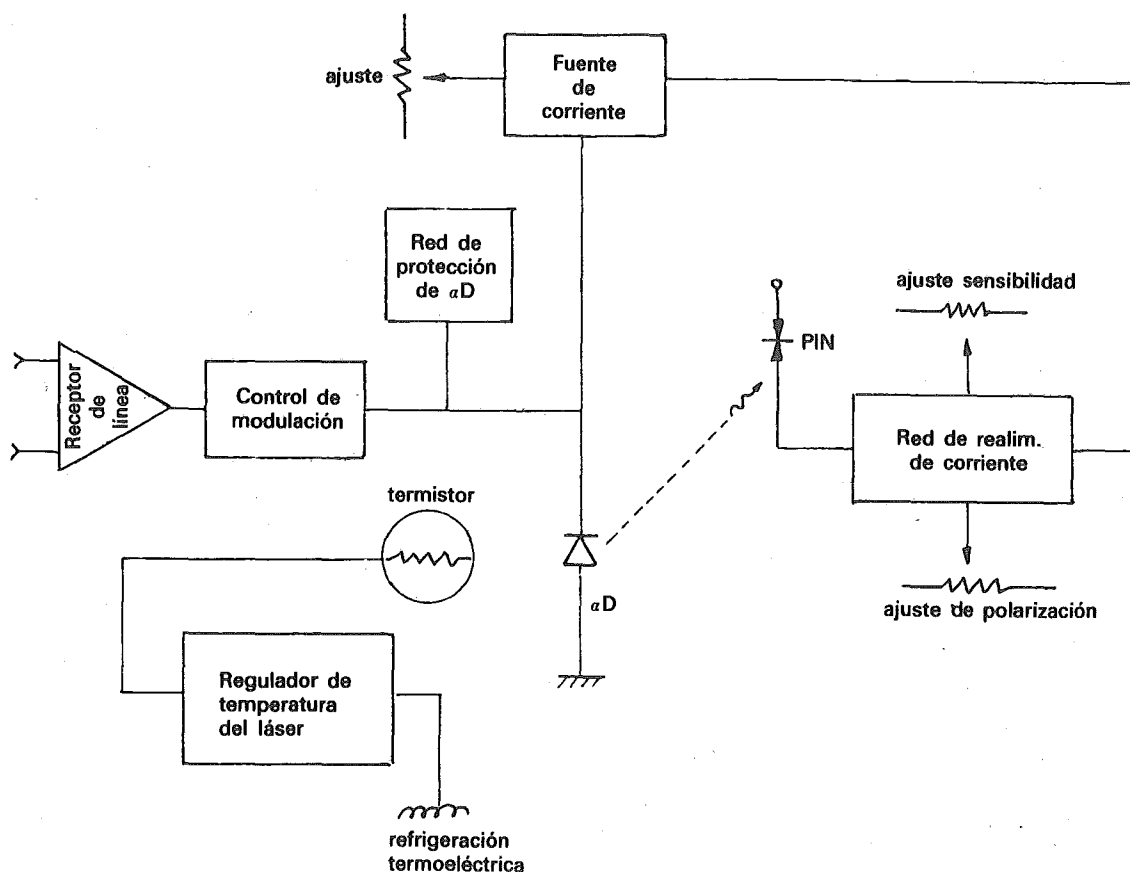 ajuste
Fuente
de
corriente
Red de
protección
de αD
ajuste sensibilidad
PIN
Receptor
de
línea
Control de
modulación
Red de realim.
de corriente
termistor
αD
ajuste de polarización
Regulador de
temperatura
del láser
refrigeración
termoeléctrica